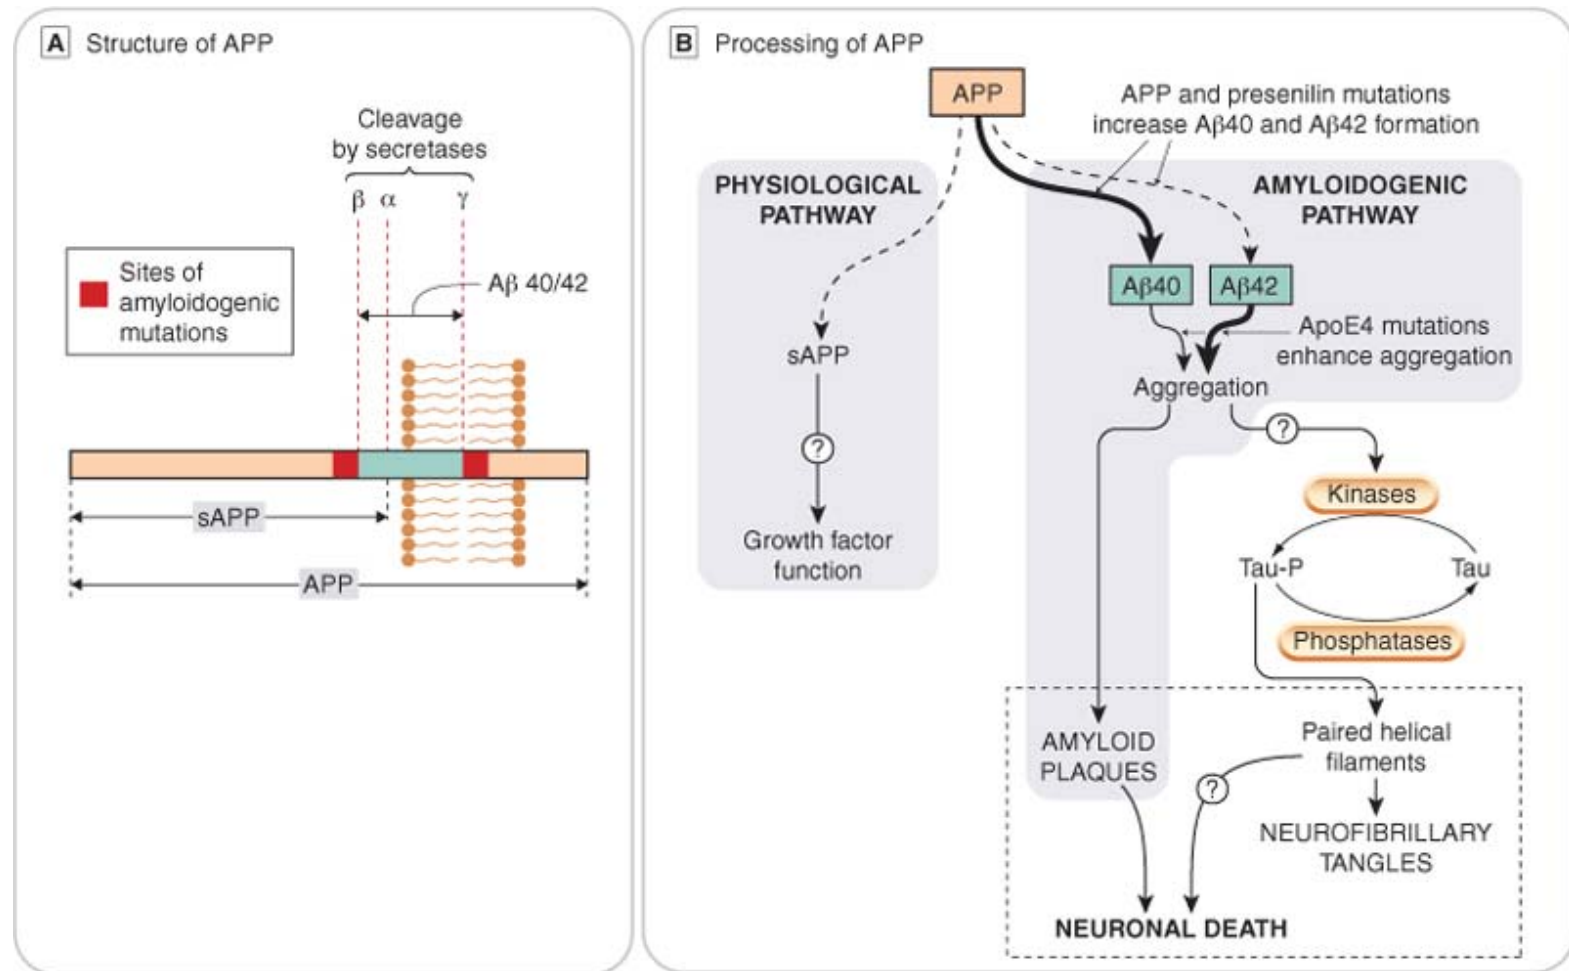 A Structure of APP
Cleavage
by secretases
β α γ
Sites of
amyloidogenic
mutations
Aβ 40/42
sAPP
APP
B Processing of APP
APP
APP and presenilin mutations
increase Aβ40 and Aβ42 formation
PHYSIOLOGICAL
PATHWAY
AMYLOIDOGENIC
PATHWAY
Aβ40
Aβ42
sAPP
ApoE4 mutations
enhance aggregation
Aggregation
?
?
Growth factor
function
Kinases
Tau-P
Tau
Phosphatases
AMYLOID
PLAQUES
Paired helical
filaments
?
NEUROFIBRILLARY
TANGLES
NEURONAL DEATH